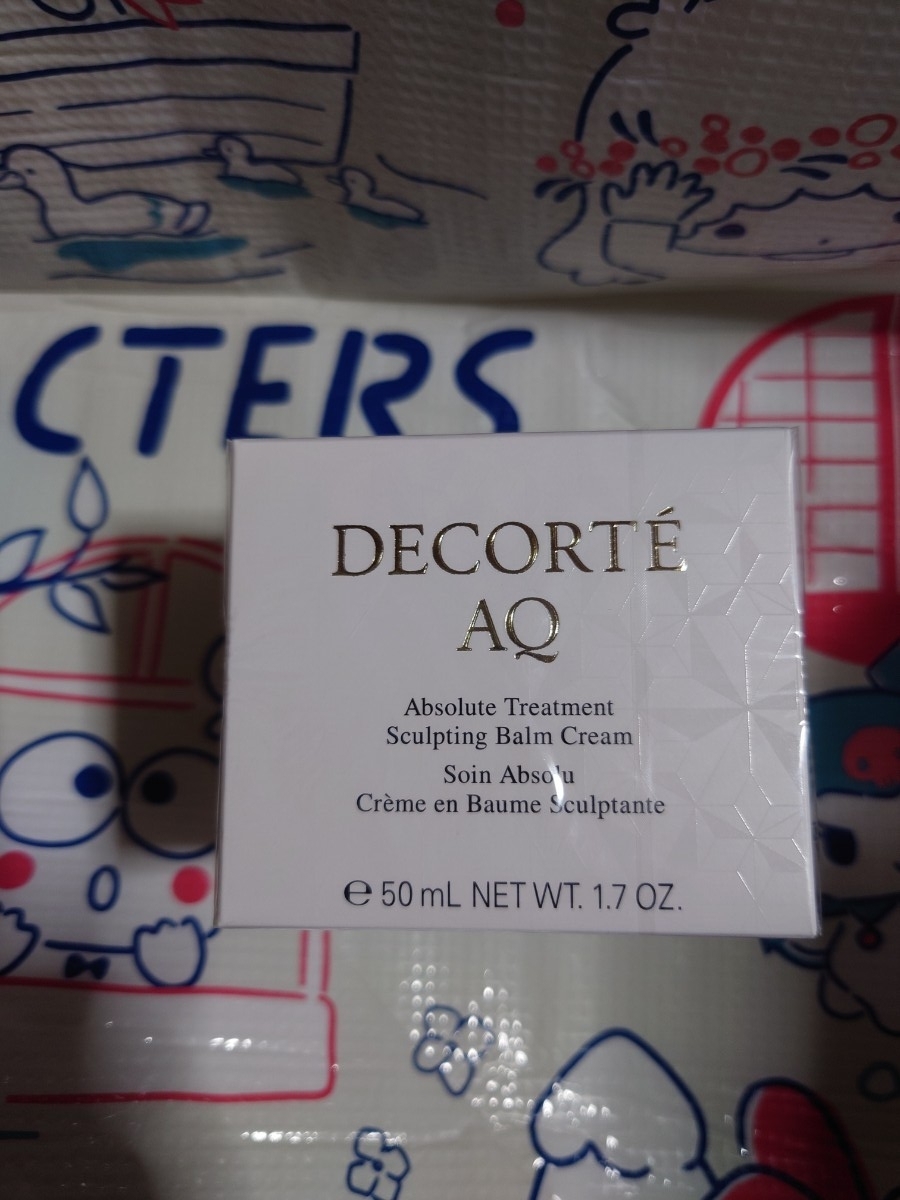 CTERS
DECORTÉ
AQ
Absolute Treatment
Sculpting Balm Cream
Soin Absolu
Crème en Baume Sculptante
℮ 50 mL NET WT. 1.7 OZ.